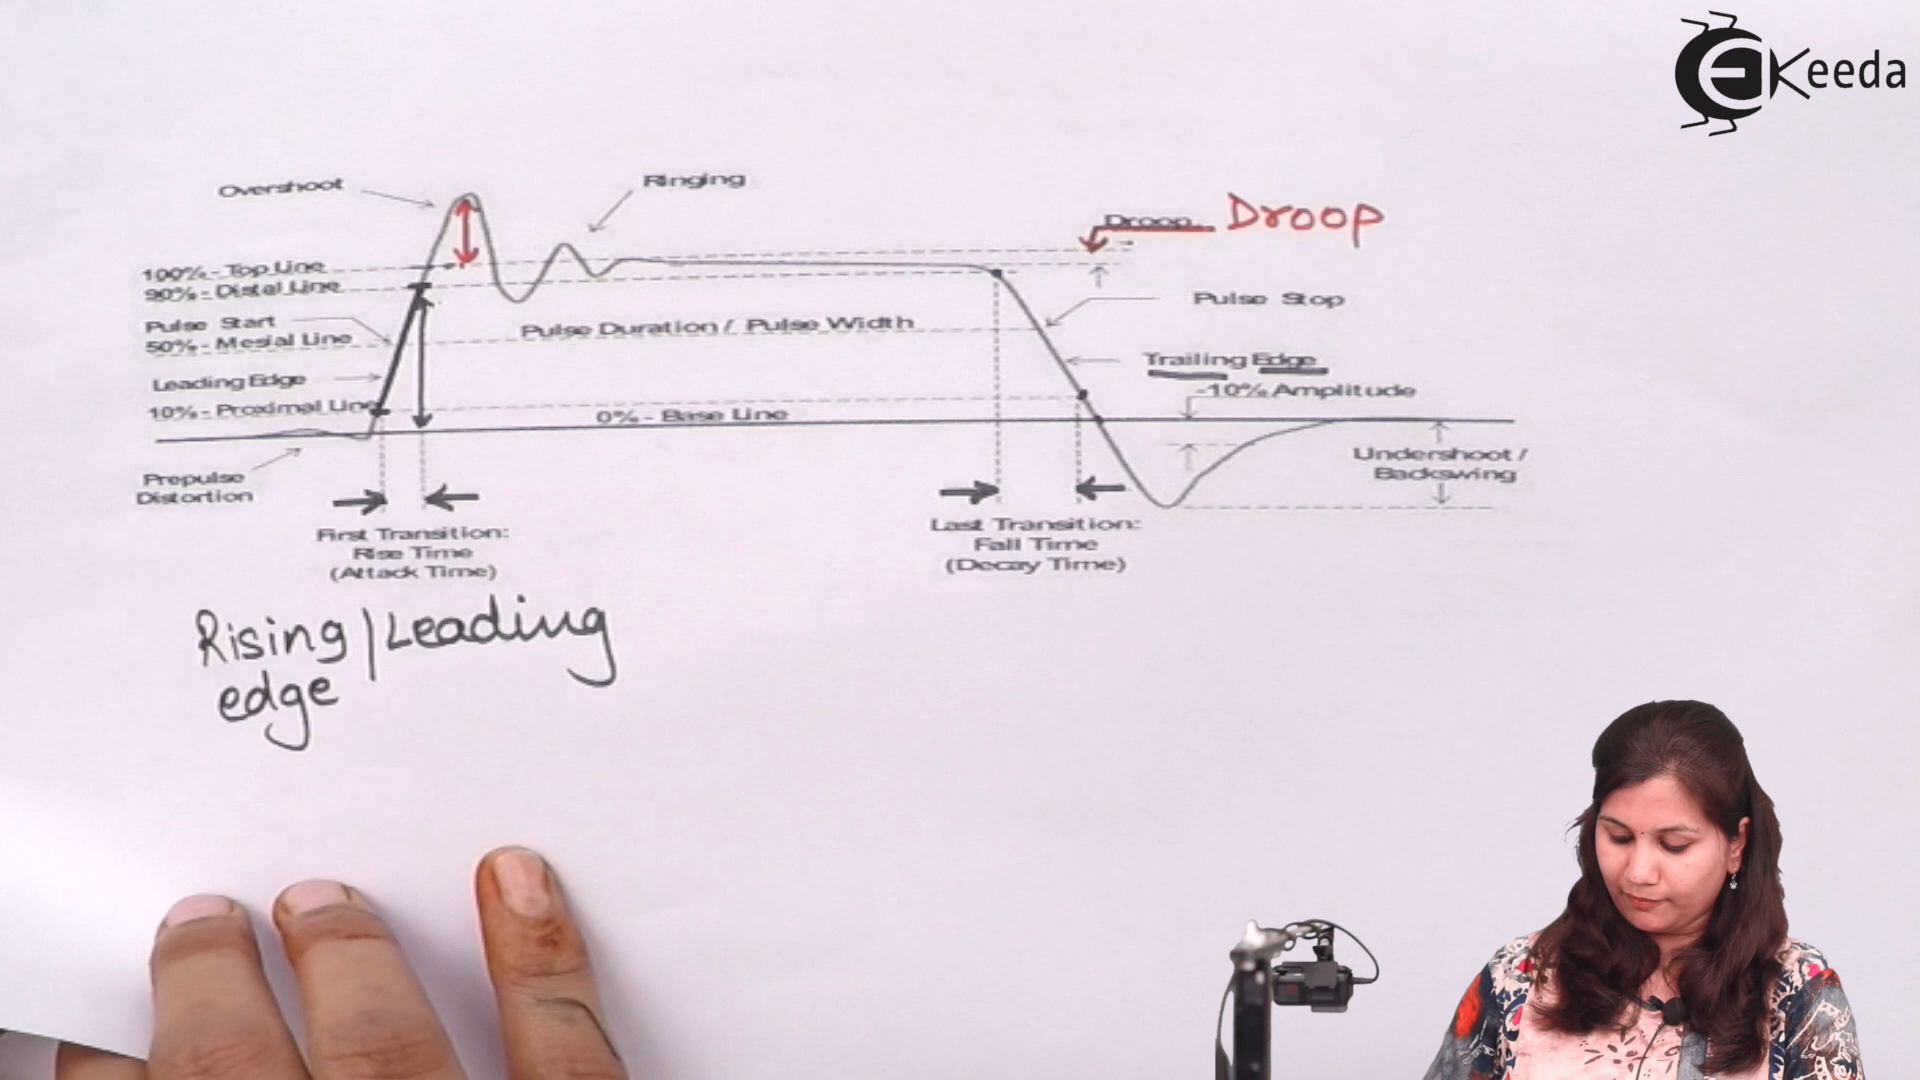 Keeda
Overshoot
Ringing
Droop
Droop
100% - Top Line
90% - Distal Line
Pulse Start
50% - Mesial Line
Pulse Duration / Pulse Width
Pulse Stop
Leading Edge
Trailing Edge
10% - Proximal Line
0% - Base Line
-10% Amplitude
Prepulse
Distortion
Undershoot /
Backswing
First Transition:
Rise Time
(Attack Time)
Last Transition:
Fall Time
(Decay Time)
Rising/Leading
edge